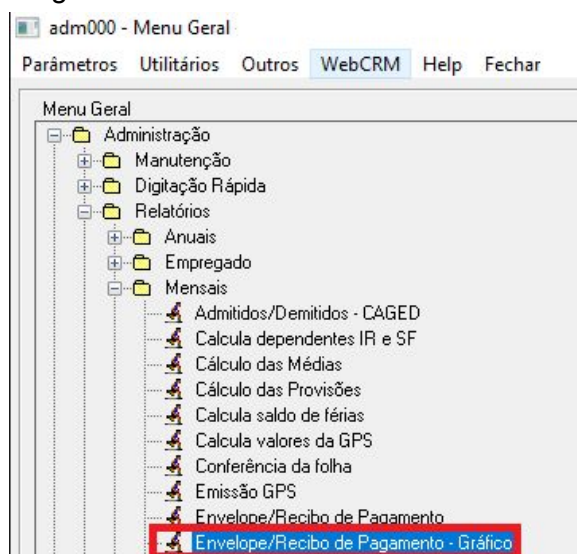 adm000 - Menu Geral
Parâmetros Utilitários Outros WebCRM Help Fechar
Menu Geral
Administração
Manutenção
Digitação Rápida
Relatórios
Anuais
Empregado
Mensais
Admitidos/Demitidos - CAGED
Calcula dependentes IR e SF
Cálculo das Médias
Cálculo das Provisões
Calcula saldo de férias
Calcula valores da GPS
Conferência da folha
Emissão GPS
Envelope/Recibo de Pagamento
Envelope/Recibo de Pagamento - Gráfico